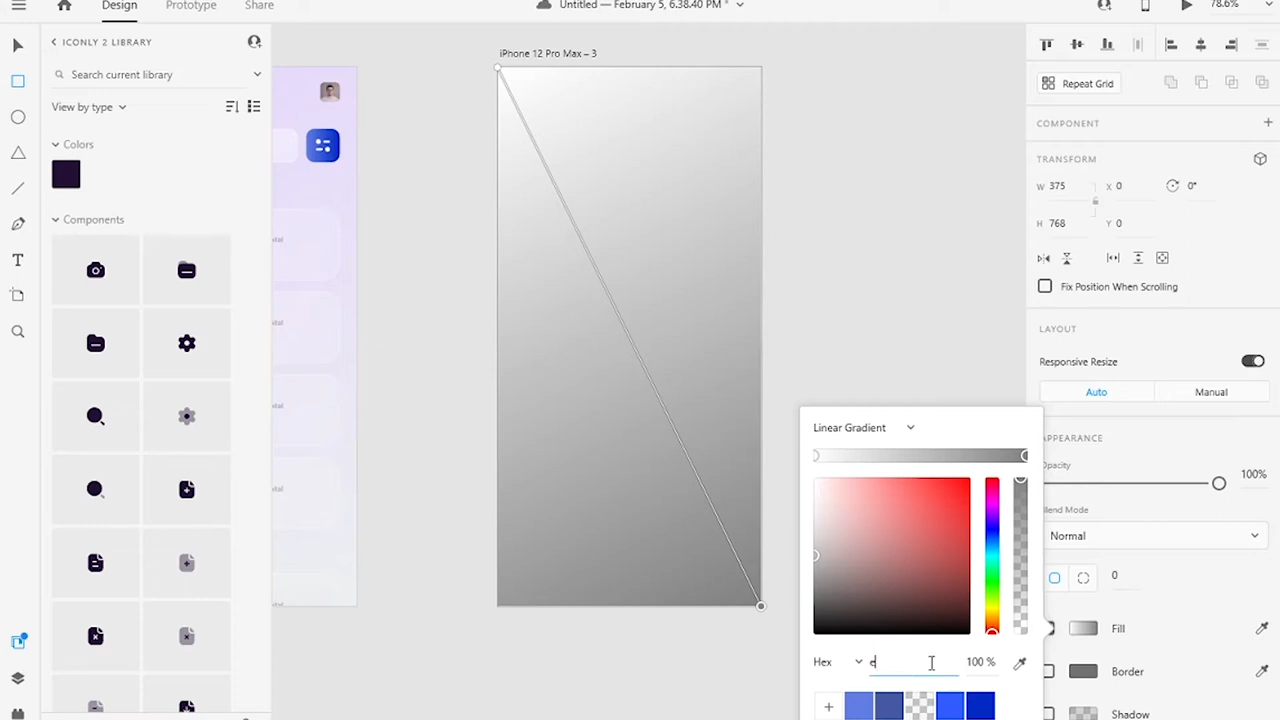 Design
Prototype
Share
Untitled — February 5, 6.38.40 PM *
78.6%
ICONLY 2 LIBRARY
Search current library
View by type
Colors
Components
iPhone 12 Pro Max – 3
Repeat Grid
COMPONENT
TRANSFORM
W 375
X 0
0°
H 768
Y 0
Fix Position When Scrolling
LAYOUT
Responsive Resize
Auto
Manual
APPEARANCE
Opacity
100%
Blend Mode
Normal
0
Fill
Border
Shadow
Linear Gradient
Hex
e
100 %